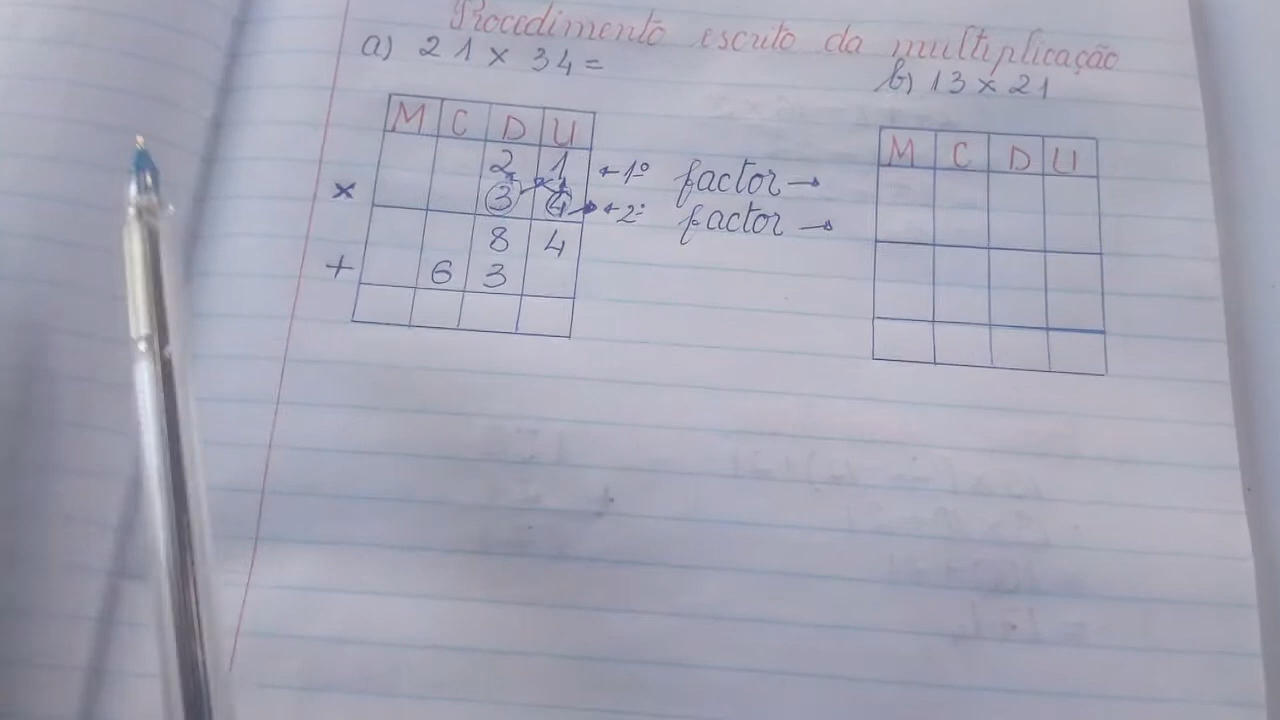 Procedimento escrito da multiplicação
a) 21 x 34 =
b) 13 x 21
M C D U
2 1 ← 1º factor →
x 3 4 → ← 2º factor →
8 4
+ 6 3
M C D U